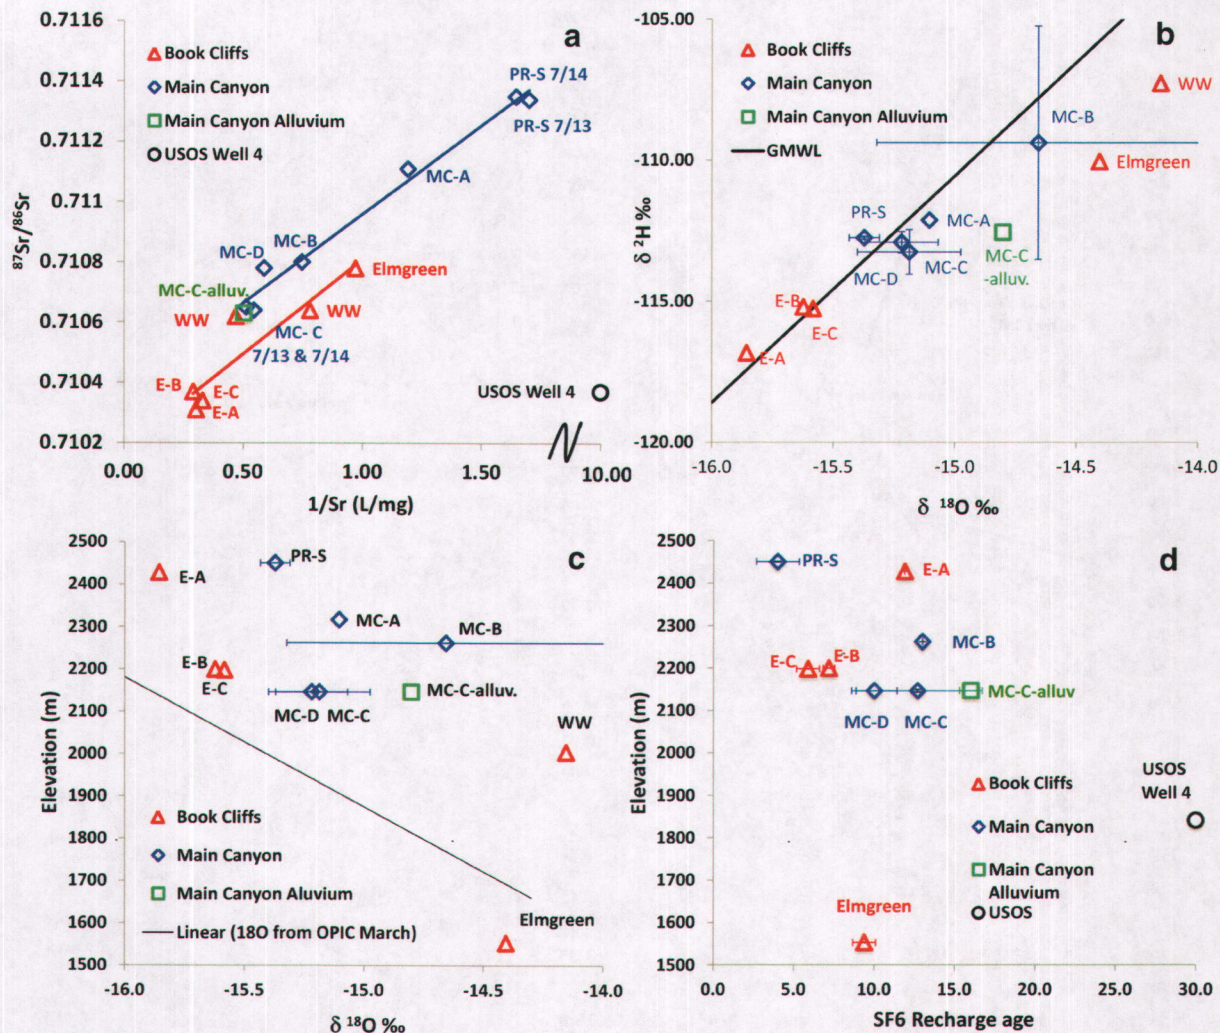 a
0.7116
0.7114
0.7112
0.711
0.7108
0.7106
0.7104
0.7102
87Sr/86Sr
Book Cliffs
Main Canyon
Main Canyon Alluvium
USOS Well 4
PR-S 7/14
PR-S 7/13
MC-A
MC-D
MC-B
Elmgreen
MC-C-alluv.
WW
WW
MC- C
7/13 & 7/14
E-B
E-C
E-A
USOS Well 4
0.00
0.50
1.00
1.50
10.00
1/Sr (L/mg)
b
-105.00
-110.00
-115.00
-120.00
δ 2H ‰
Book Cliffs
Main Canyon
Main Canyon Alluvium
GMWL
WW
MC-B
Elmgreen
PR-S
MC-A
MC-D
MC-C
MC-C
-alluv.
E-B
E-C
E-A
-16.0
-15.5
-15.0
-14.5
-14.0
δ 18O ‰
c
2500
2400
2300
2200
2100
2000
1900
1800
1700
1600
1500
Elevation (m)
PR-S
E-A
MC-A
MC-B
E-B
E-C
MC-D
MC-C
MC-C-alluv.
WW
Book Cliffs
Main Canyon
Main Canyon Aluvium
Linear (18O from OPIC March)
Elmgreen
-16.0
-15.5
-15.0
-14.4
-14.0
δ 18O ‰
d
2500
2400
2300
2200
2100
2000
1900
1800
1700
1600
1500
Elevation (m)
PR-S
E-A
MC-B
E-C
E-B
MC-D
MC-C
MC-C-alluv
USOS
Well 4
Book Cliffs
Main Canyon
Main Canyon
Alluvium
USOS
Elmgreen
0.0
5.0
10.0
15.0
20.0
25.0
30.0
SF6 Recharge age